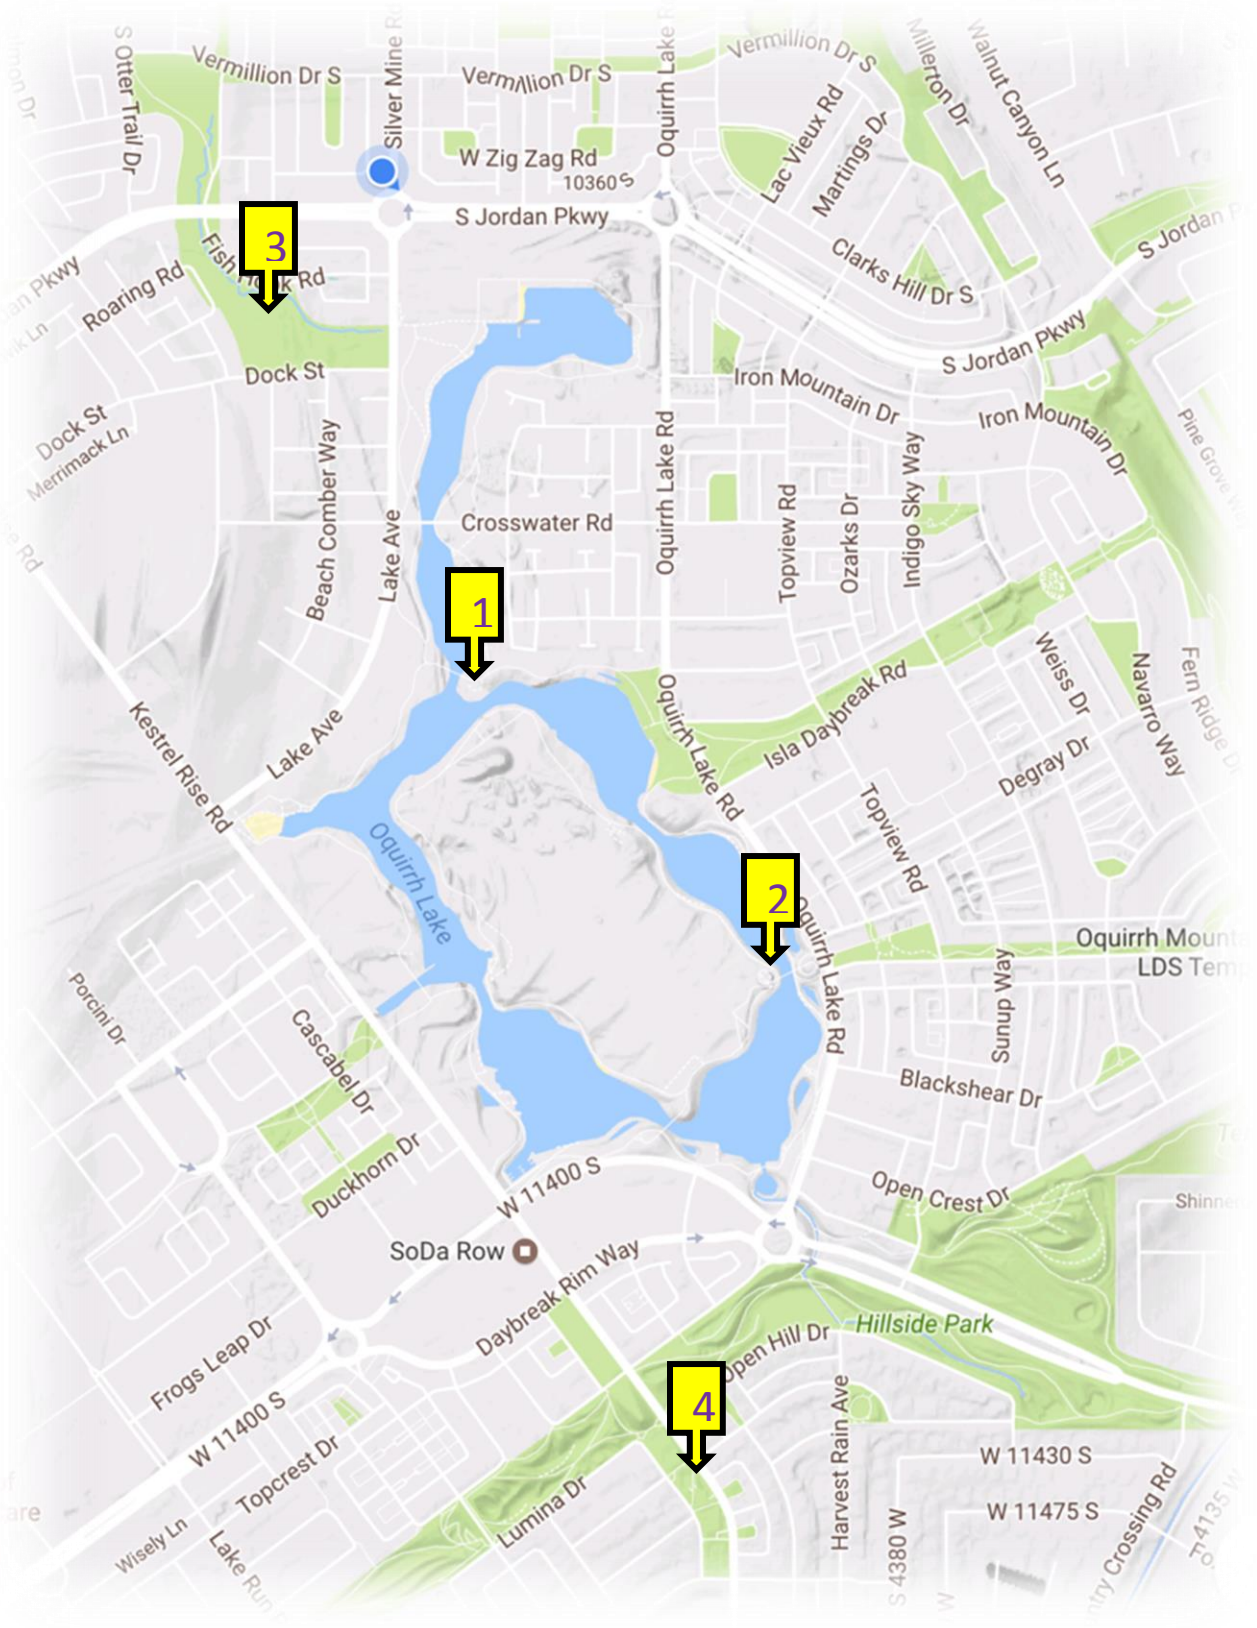 S Otter Trail Dr
Vermillion Dr S
Silver Mine Rd
Vermillion Dr S
Oquirrh Lake Rd
Vermillion Dr S
Millerton Dr
Walnut Canyon Ln
W Zig Zag Rd
10360 S
Lac Vieux Rd
Martings Dr
S Jordan Pkwy
3
Fish Rd
Roaring Rd
Clarks Hill Dr S
S Jordan
S Jordan Pkwy
Dock St
Dock St
Merrimack Ln
Iron Mountain Dr
Iron Mountain Dr
Pine Grove
Beach Comber Way
Lake Ave
Crosswater Rd
Oquirrh Lake Rd
Topview Rd
Ozarks Dr
Indigo Sky Way
1
Kestrel Rise Rd
Lake Ave
Oquirrh Lake Rd
Isla Daybreak Rd
Weiss Dr
Navarro Way
Fern Ridge
Degray Dr
Topview Rd
Oquirrh Lake
2
Oquirrh Lake Rd
Oquirrh
LDS
Sunup Way
Porcini Dr
Cascabel Dr
Blackshear Dr
Duckhorn Dr
W 11400 S
Open Crest Dr
SoDa Row
Daybreak Rim Way
Hillside Park
Open Hill Dr
Frogs Leap Dr
4
W 11400 S
Topcrest Dr
Harvest Rain Ave
W 11430 S
W 11475 S
Lumina Dr
Wisely Ln
Lake Run
S 4380 W
Crossing Rd
4135 W